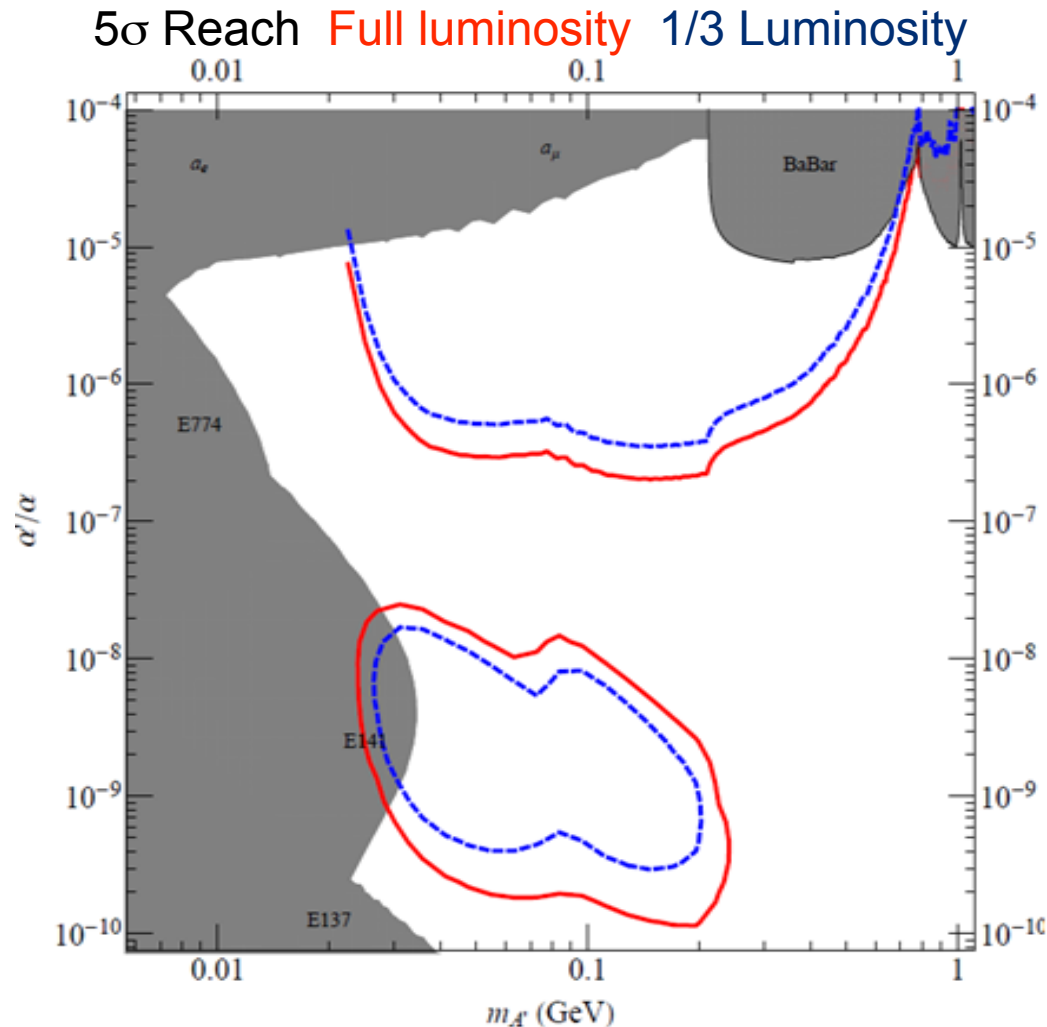 5σ Reach Full luminosity 1/3 Luminosity
0.01 0.1 1
10⁻⁴ 10⁻⁴
a_e a_μ BaBar
10⁻⁵ 10⁻⁵
10⁻⁶ 10⁻⁶
E774
α'/α
10⁻⁷ 10⁻⁷
10⁻⁸ 10⁻⁸
E141
10⁻⁹ 10⁻⁹
E137
10⁻¹⁰ 10⁻¹⁰
0.01 0.1 1
m_A' (GeV)